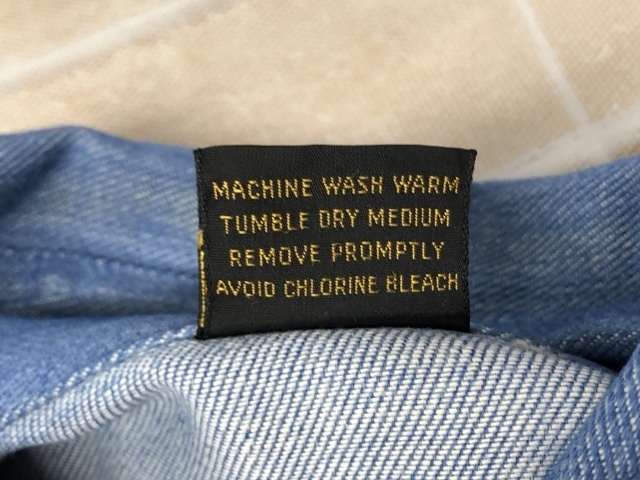 MACHINE WASH WARM
TUMBLE DRY MEDIUM
REMOVE PROMPTLY
AVOID CHLORINE BLEACH